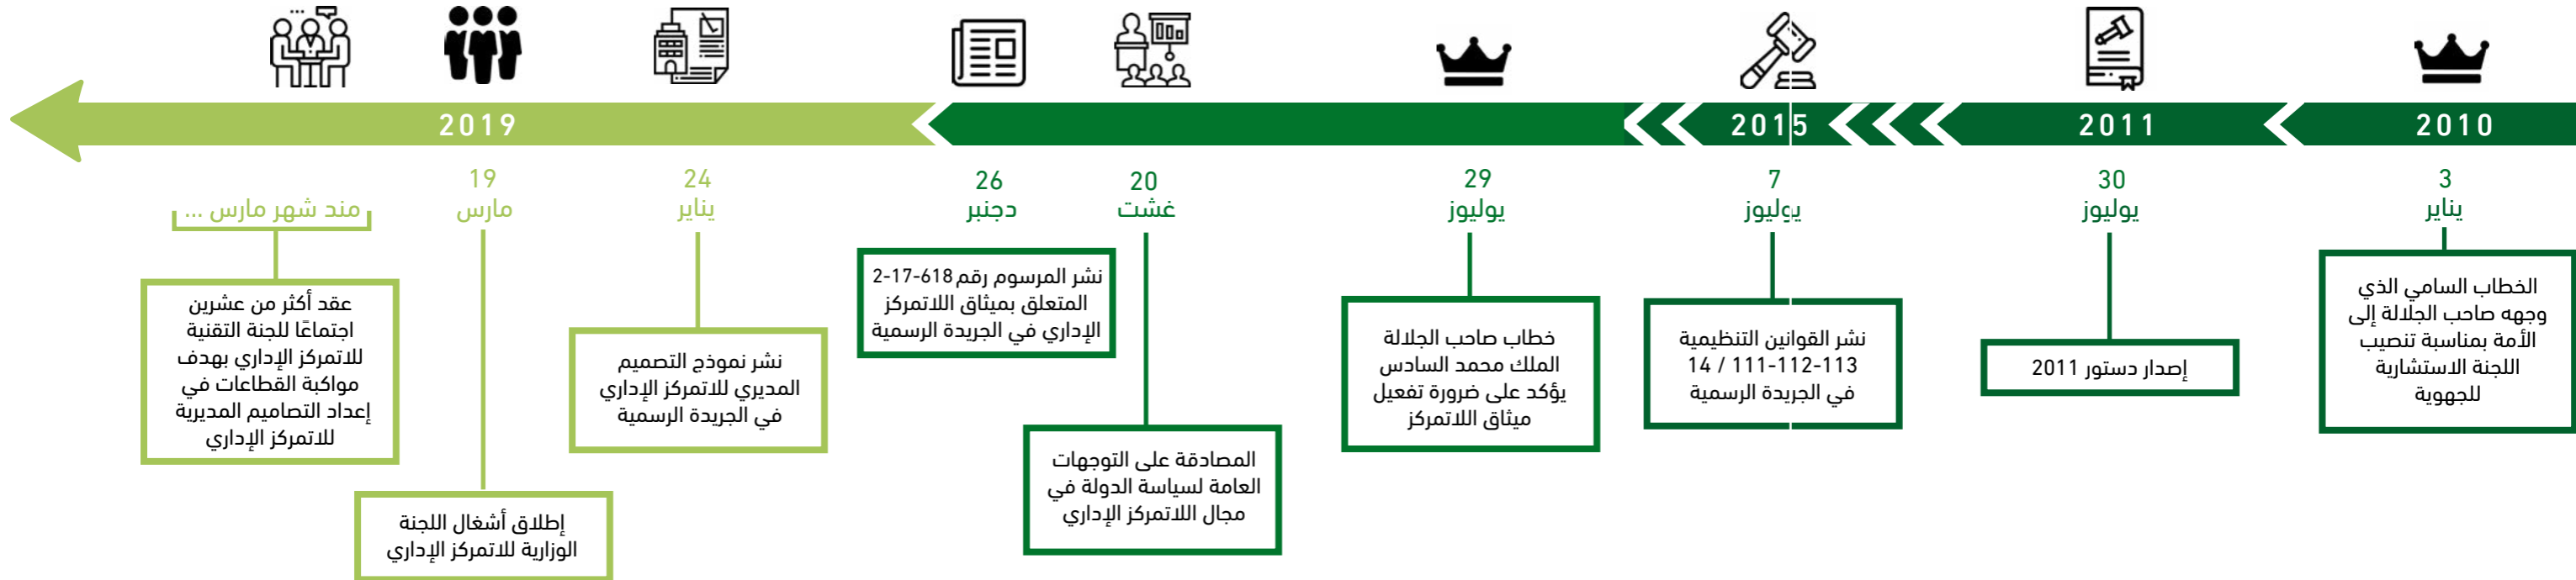 2010
3
يناير
الخطاب السامي الذي
وجهه صاحب الجلالة إلى
الأمة بمناسبة تنصيب
اللجنة الاستشارية
للجهوية
2011
30
يوليوز
إصدار دستور 2011
2015
7
يوليوز
نشر القوانين التنظيمية
111-112-113 / 14
في الجريدة الرسمية
29
يوليوز
خطاب صاحب الجلالة
الملك محمد السادس
يؤكد على ضرورة تفعيل
ميثاق اللاتمركز
20
غشت
المصادقة على التوجهات
العامة لسياسة الدولة في
مجال اللاتمركز الإداري
26
دجنبر
نشر المرسوم رقم 618-17-2
المتعلق بميثاق اللاتمركز
الإداري في الجريدة الرسمية
2019
24
يناير
نشر نموذج التصميم
المديري للاتمركز الإداري
في الجريدة الرسمية
19
مارس
إطلاق أشغال اللجنة
الوزارية للاتمركز الإداري
مند شهر مارس ...
عقد أكثر من عشرين
اجتماعًا للجنة التقنية
للاتمركز الإداري بهدف
مواكبة القطاعات في
إعداد التصاميم المديرية
للاتمركز الإداري